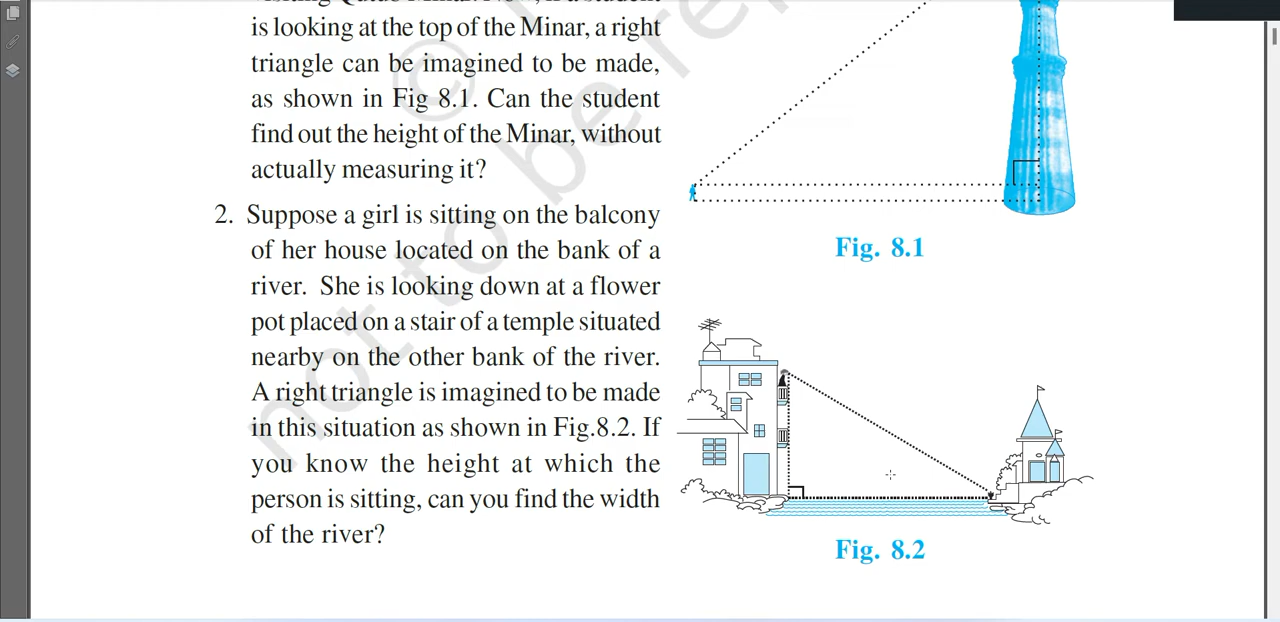 is looking at the top of the Minar, a right
triangle can be imagined to be made,
as shown in Fig 8.1. Can the student
find out the height of the Minar, without
actually measuring it?
Fig. 8.1
2. Suppose a girl is sitting on the balcony
of her house located on the bank of a
river. She is looking down at a flower
pot placed on a stair of a temple situated
nearby on the other bank of the river.
A right triangle is imagined to be made
in this situation as shown in Fig.8.2. If
you know the height at which the
person is sitting, can you find the width
of the river?
Fig. 8.2
©
not to be re